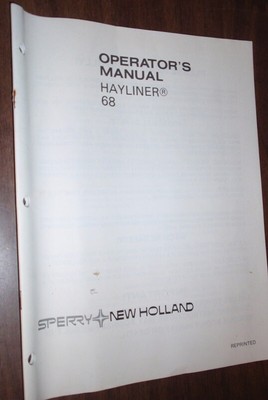 OPERATOR'S
MANUAL
HAYLINER®
68
SPERRY NEW HOLLAND
REPRINTED